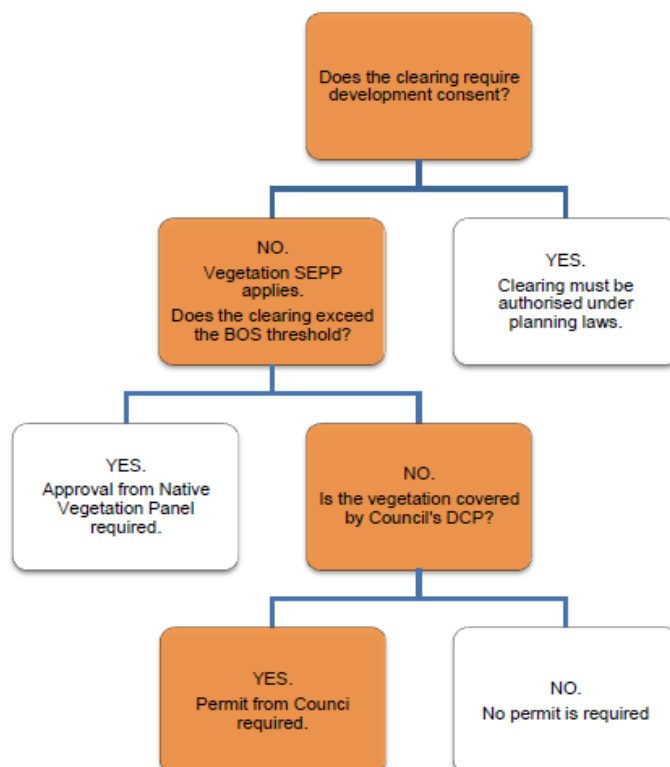 Does the clearing require
development consent?
NO.
Vegetation SEPP
applies.
Does the clearing exceed
the BOS threshold?
YES.
Clearing must be
authorised under
planning laws.
YES.
Approval from Native
Vegetation Panel
required.
NO.
Is the vegetation covered
by Council's DCP?
YES.
Permit from Counci
required.
NO.
No permit is required